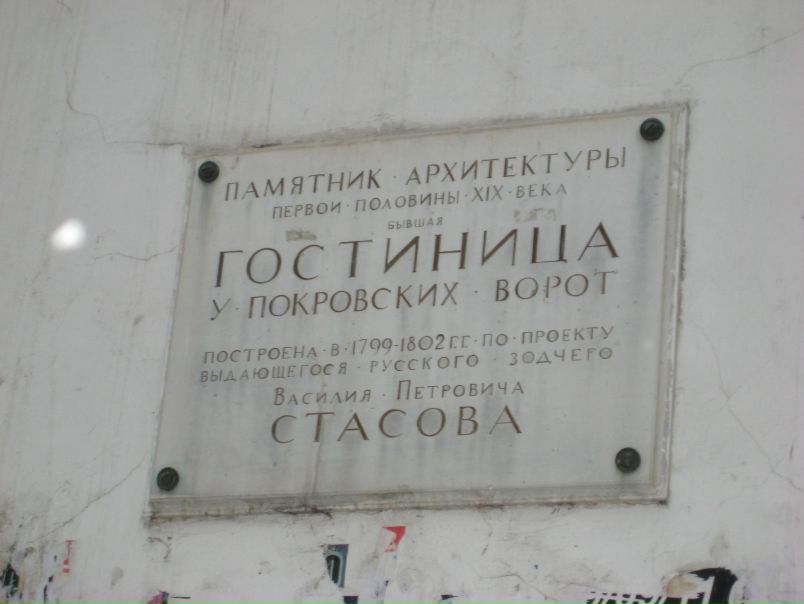 ПАМЯТНИК · АРХИТЕКТУРЫ
ПЕРВОЙ · ПОЛОВИНЫ · XIX · ВЕКА
БЫВШАЯ
ГОСТИНИЦА
У · ПОКРОВСКИХ · ВОРОТ
ПОСТРОЕНА · В · 1799-1802 Г.Г. · ПО · ПРОЕКТУ
ВЫДАЮЩЕГОСЯ · РУССКОГО · ЗОДЧЕГО
ВАСИЛИЯ · ПЕТРОВИЧА
СТАСОВА